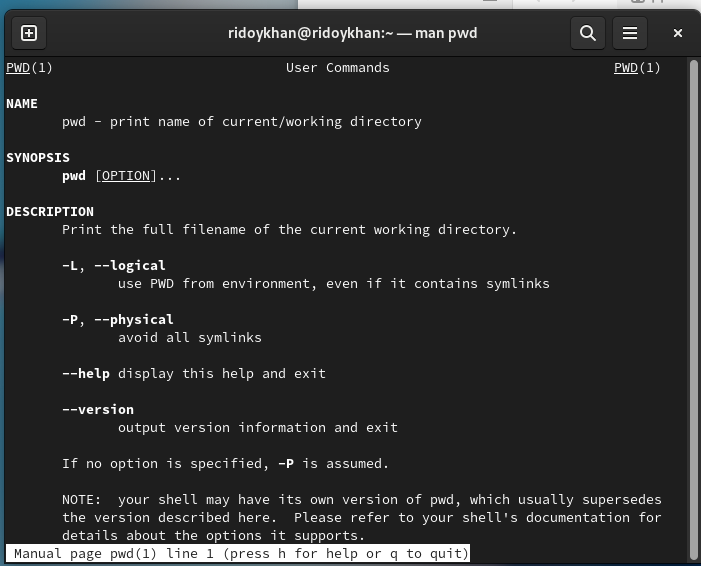 ridoykhan@ridoykhan:~ — man pwd
PWD(1) User Commands PWD(1)
NAME
pwd - print name of current/working directory
SYNOPSIS
pwd [OPTION]...
DESCRIPTION
Print the full filename of the current working directory.
-L, --logical
use PWD from environment, even if it contains symlinks
-P, --physical
avoid all symlinks
--help display this help and exit
--version
output version information and exit
If no option is specified, -P is assumed.
NOTE:  your shell may have its own version of pwd, which usually supersedes
the version described here.  Please refer to your shell's documentation for
details about the options it supports.
Manual page pwd(1) line 1 (press h for help or q to quit)